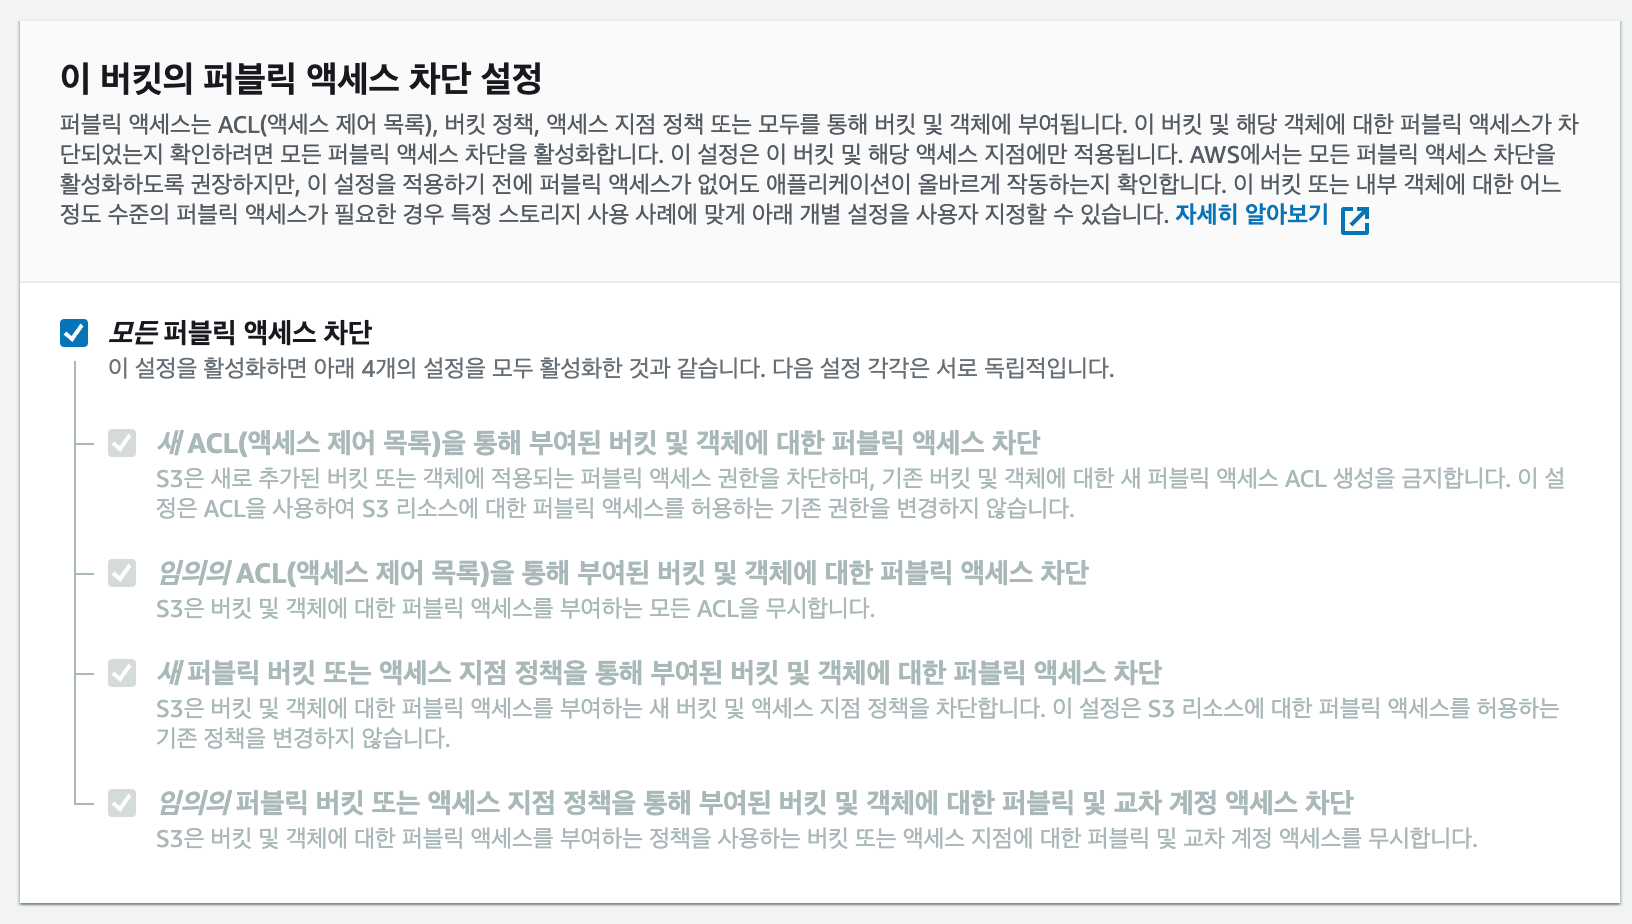 이 버킷의 퍼블릭 액세스 차단 설정
퍼블릭 액세스는 ACL(액세스 제어 목록), 버킷 정책, 액세스 지점 정책 또는 모두를 통해 버킷 및 객체에 부여됩니다. 이 버킷 및 해당 객체에 대한 퍼블릭 액세스가 차
단되었는지 확인하려면 모든 퍼블릭 액세스 차단을 활성화합니다. 이 설정은 이 버킷 및 해당 액세스 지점에만 적용됩니다. AWS에서는 모든 퍼블릭 액세스 차단을
활성화하도록 권장하지만, 이 설정을 적용하기 전에 퍼블릭 액세스가 없어도 애플리케이션이 올바르게 작동하는지 확인합니다. 이 버킷 또는 내부 객체에 대한 어느
정도 수준의 퍼블릭 액세스가 필요한 경우 특정 스토리지 사용 사례에 맞게 아래 개별 설정을 사용자 지정할 수 있습니다. 자세히 알아보기
모든 퍼블릭 액세스 차단
이 설정을 활성화하면 아래 4개의 설정을 모두 활성화한 것과 같습니다. 다음 설정 각각은 서로 독립적입니다.
새 ACL(액세스 제어 목록)을 통해 부여된 버킷 및 객체에 대한 퍼블릭 액세스 차단
S3은 새로 추가된 버킷 또는 객체에 적용되는 퍼블릭 액세스 권한을 차단하며, 기존 버킷 및 객체에 대한 새 퍼블릭 액세스 ACL 생성을 금지합니다. 이 설
정은 ACL을 사용하여 S3 리소스에 대한 퍼블릭 액세스를 허용하는 기존 권한을 변경하지 않습니다.
임의의 ACL(액세스 제어 목록)을 통해 부여된 버킷 및 객체에 대한 퍼블릭 액세스 차단
S3은 버킷 및 객체에 대한 퍼블릭 액세스를 부여하는 모든 ACL을 무시합니다.
새 퍼블릭 버킷 또는 액세스 지점 정책을 통해 부여된 버킷 및 객체에 대한 퍼블릭 액세스 차단
S3은 버킷 및 객체에 대한 퍼블릭 액세스를 부여하는 새 버킷 및 액세스 지점 정책을 차단합니다. 이 설정은 S3 리소스에 대한 퍼블릭 액세스를 허용하는
기존 정책을 변경하지 않습니다.
임의의 퍼블릭 버킷 또는 액세스 지점 정책을 통해 부여된 버킷 및 객체에 대한 퍼블릭 및 교차 계정 액세스 차단
S3은 버킷 및 객체에 대한 퍼블릭 액세스를 부여하는 정책을 사용하는 버킷 또는 액세스 지점에 대한 퍼블릭 및 교차 계정 액세스를 무시합니다.